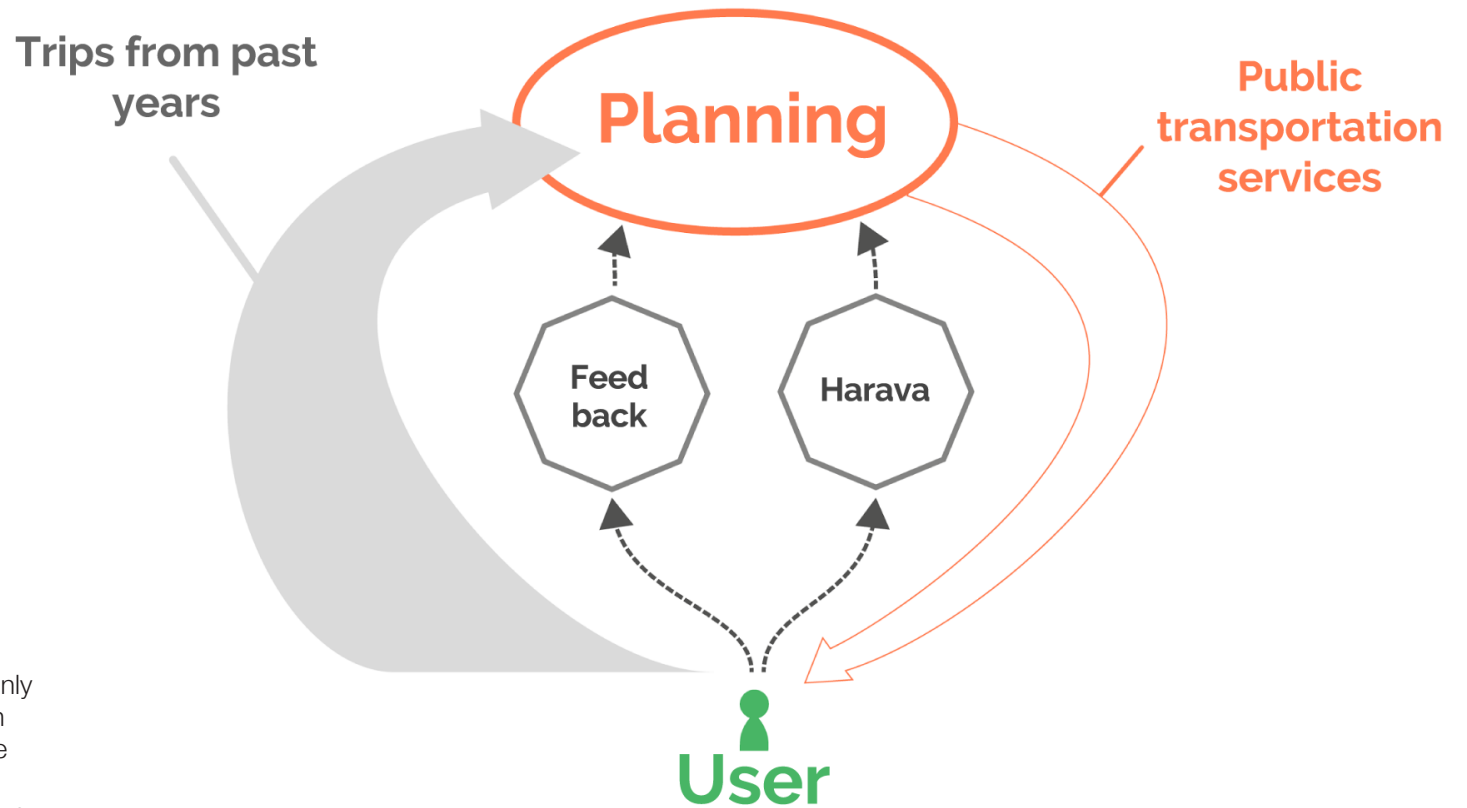 Trips from past
years
Planning
Public
transportation
services
Feed
back
Harava
User